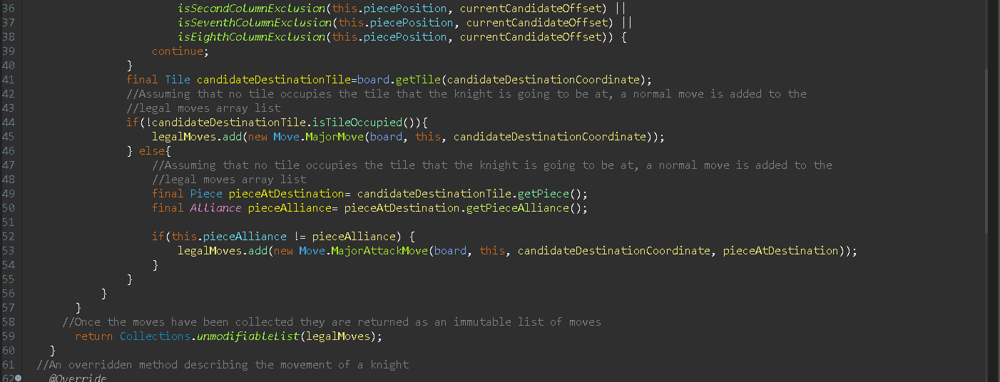 36 isSecondColumnExclusion(this.piecePosition, currentCandidateOffset) ||
37 isSeventhColumnExclusion(this.piecePosition, currentCandidateOffset) ||
38 isEighthColumnExclusion(this.piecePosition, currentCandidateOffset)) {
39 continue;
40 }
41 final Tile candidateDestinationTile=board.getTile(candidateDestinationCoordinate);
42 //Assuming that no tile occupies the tile that the knight is going to be at, a normal move is added to the
43 //legal moves array list
44 if(!candidateDestinationTile.isTileOccupied()){
45 legalMoves.add(new Move.MajorMove(board, this, candidateDestinationCoordinate));
46 } else{
47 //Assuming that no tile occupies the tile that the knight is going to be at, a normal move is added to the
48 //legal moves array list
49 final Piece pieceAtDestination= candidateDestinationTile.getPiece();
50 final Alliance pieceAlliance= pieceAtDestination.getPieceAlliance();
51
52 if(this.pieceAlliance != pieceAlliance) {
53 legalMoves.add(new Move.MajorAttackMove(board, this, candidateDestinationCoordinate, pieceAtDestination));
54 }
55 }
56 }
57 }
58 //Once the moves have been collected they are returned as an immutable list of moves
59 return Collections.unmodifiableList(legalMoves);
60 }
61 //An overridden method describing the movement of a knight
62 @Override